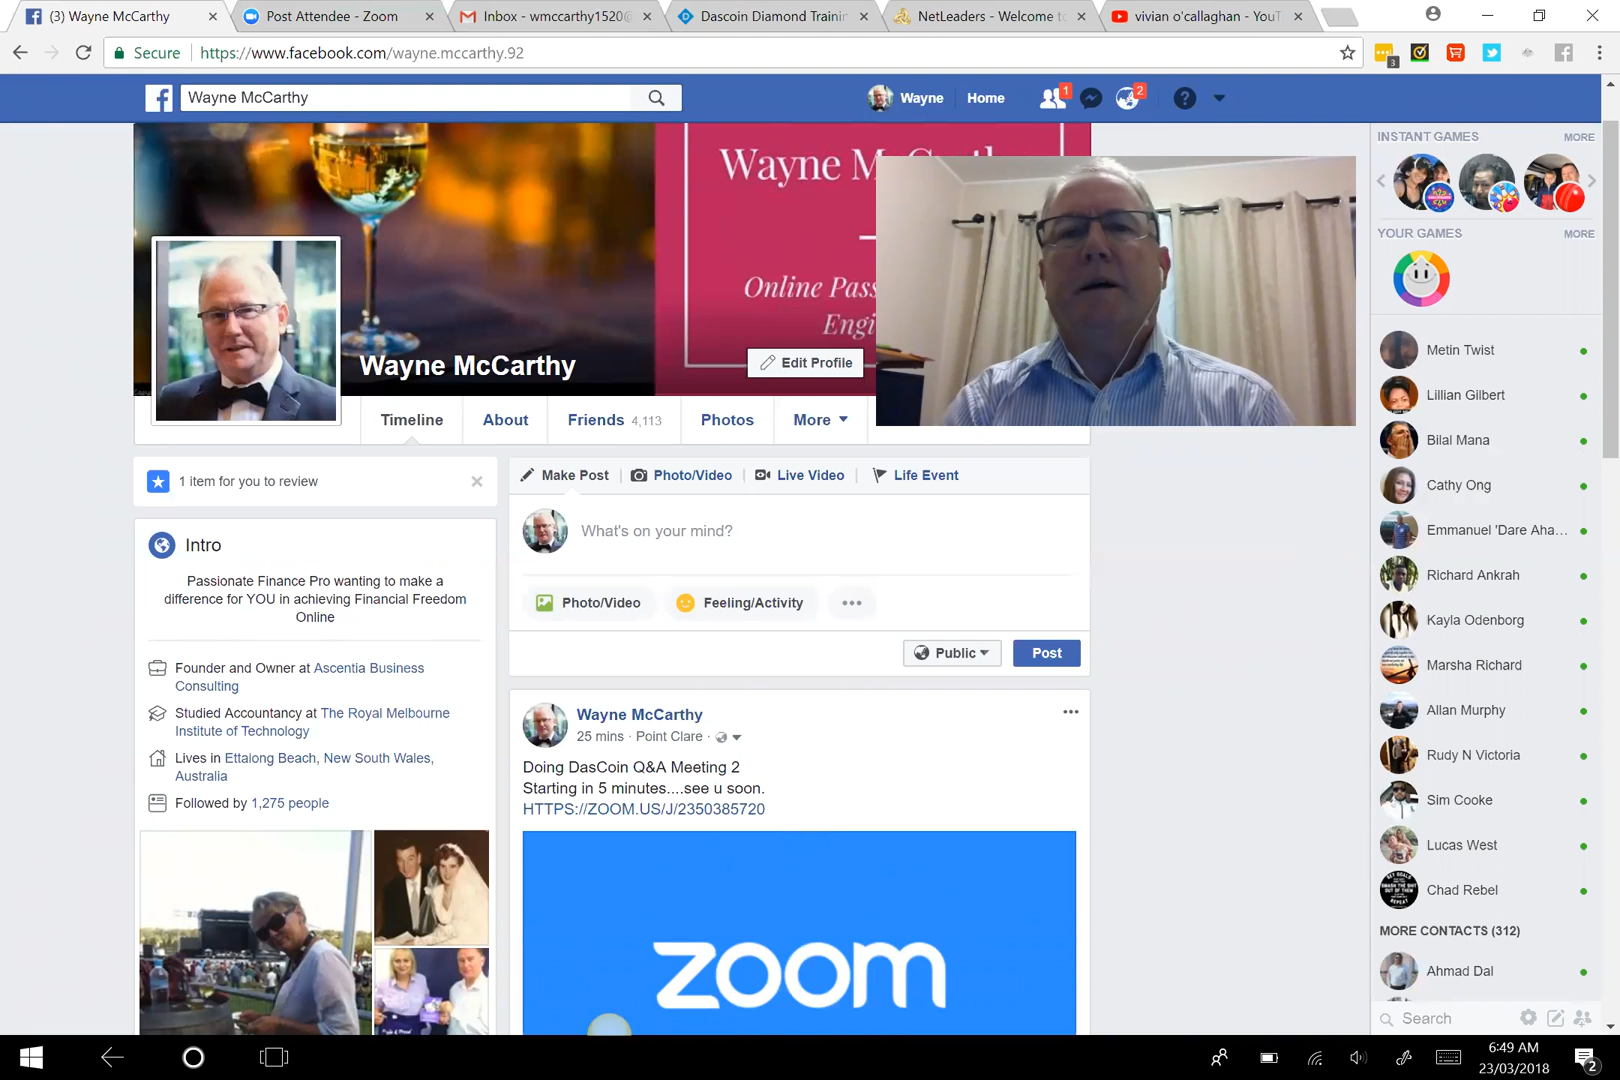 (3) Wayne McCarthy
Post Attendee - Zoom
Inbox - wmccarthy1520@
Dascoin Diamond Trainin
NetLeaders - Welcome to
vivian o'callaghan - YouT
Secure
https://www.facebook.com/wayne.mccarthy.92
3
Wayne McCarthy
Wayne
Home
1
2
Wayne M
Online Pass
Engi
Wayne McCarthy
Edit Profile
Timeline
About
Friends 4,113
Photos
More
1 item for you to review
Intro
Passionate Finance Pro wanting to make a
difference for YOU in achieving Financial Freedom
Online
Founder and Owner at Ascentia Business
Consulting
Studied Accountancy at The Royal Melbourne
Institute of Technology
Lives in Ettalong Beach, New South Wales,
Australia
Followed by 1,275 people
Make Post
Photo/Video
Live Video
Life Event
What's on your mind?
Photo/Video
Feeling/Activity
Public
Post
Wayne McCarthy
25 mins · Point Clare ·
Doing DasCoin Q&A Meeting 2
Starting in 5 minutes....see u soon.
HTTPS://ZOOM.US/J/2350385720
zoom
INSTANT GAMES
MORE
YOUR GAMES
MORE
Metin Twist
Lillian Gilbert
Bilal Mana
Cathy Ong
Emmanuel 'Dare Aha...
Richard Ankrah
Kayla Odenborg
Marsha Richard
Allan Murphy
Rudy N Victoria
Sim Cooke
Lucas West
Chad Rebel
MORE CONTACTS (312)
Ahmad Dal
Search
6:49 AM
23/03/2018
2